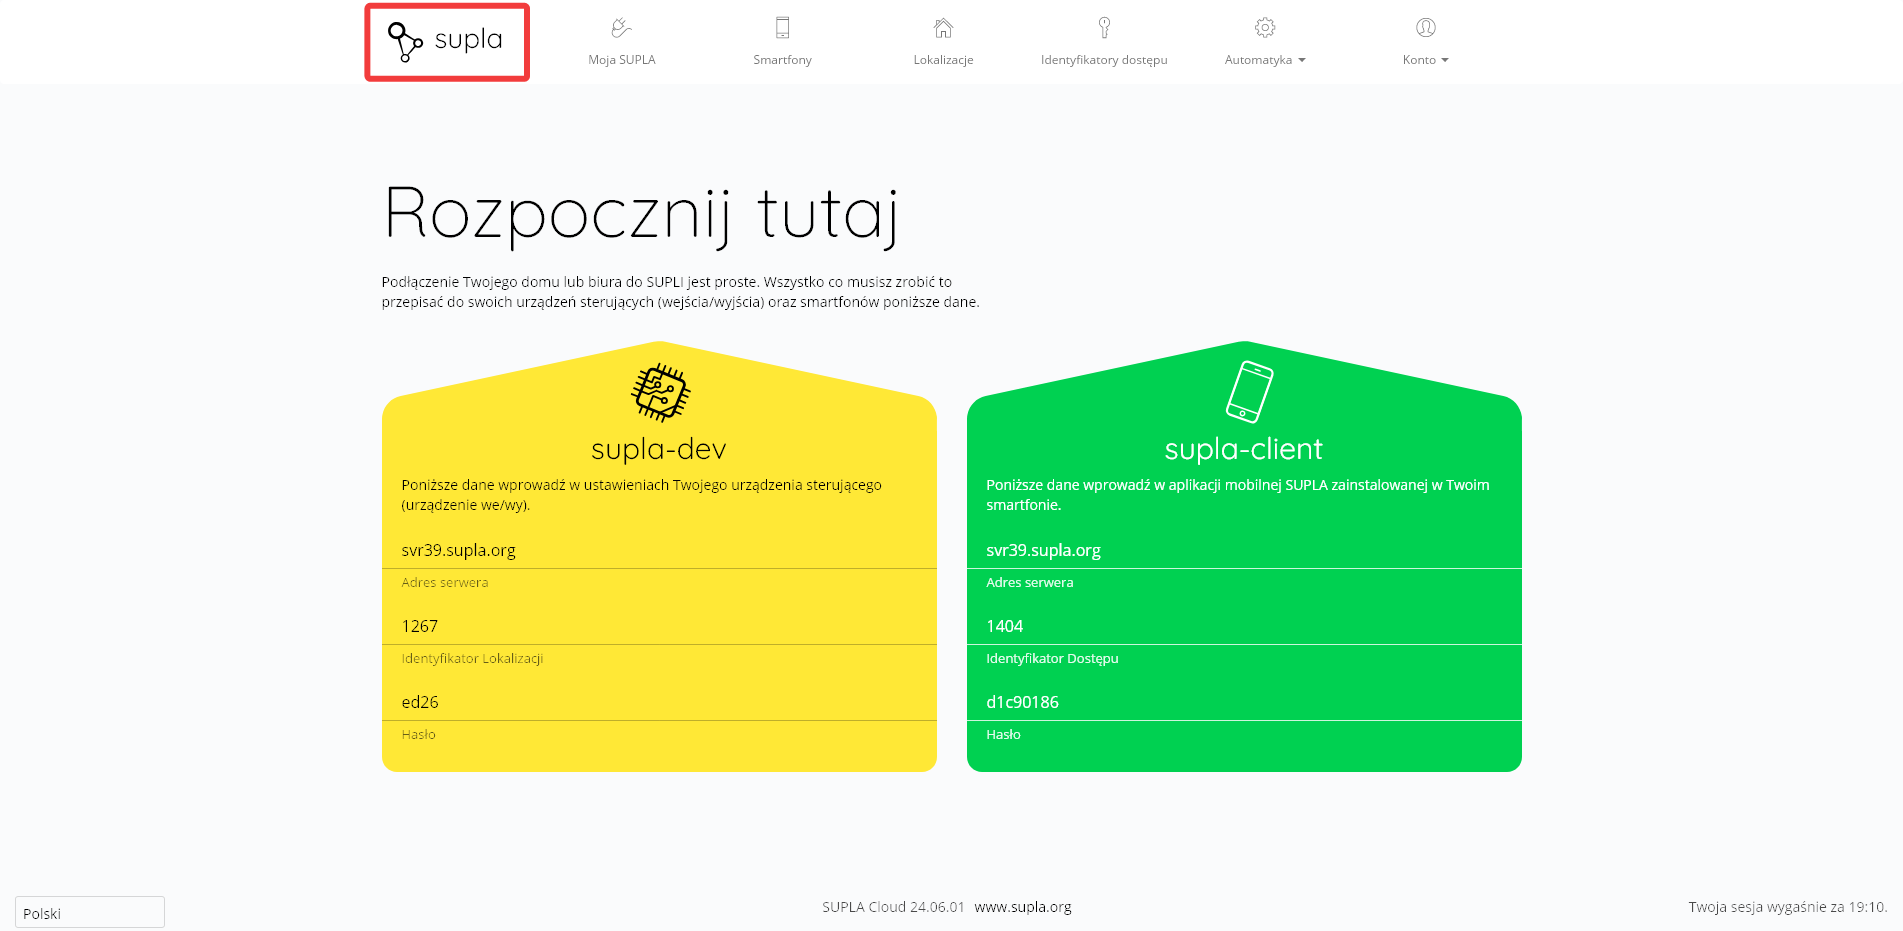 supla
Moja SUPLA
Smartfony
Lokalizacje
Identyfikatory dostępu
Automatyka
Konto
Rozpocznij tutaj
Podłączenie Twojego domu lub biura do SUPLI jest proste. Wszystko co musisz zrobić to
przepisać do swoich urządzeń sterujących (wejścia/wyjścia) oraz smartfonów poniższe dane.
supla-dev
Poniższe dane wprowadź w ustawieniach Twojego urządzenia sterującego
(urządzenie we/wy).
svr39.supla.org
Adres serwera
1267
Identyfikator Lokalizacji
ed26
Hasło
supla-client
Poniższe dane wprowadź w aplikacji mobilnej SUPLA zainstalowanej w Twoim
smartfonie.
svr39.supla.org
Adres serwera
1404
Identyfikator Dostępu
d1c90186
Hasło
Polski
SUPLA Cloud 24.06.01 www.supla.org
Twoja sesja wygaśnie za 19:10.